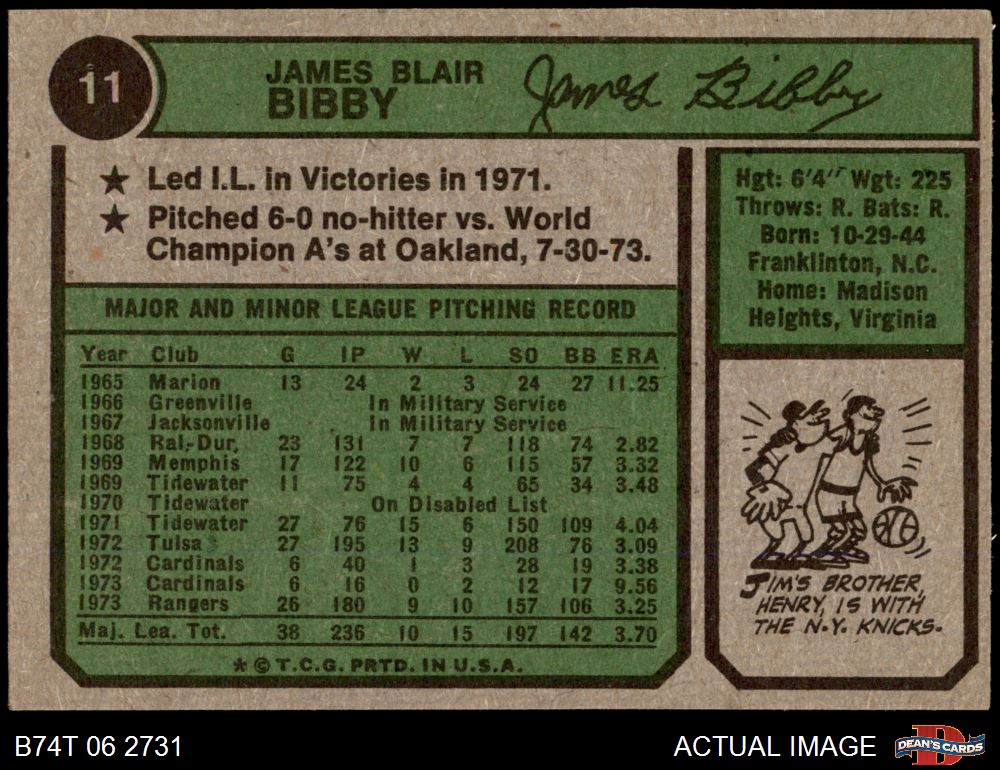 11
JAMES BLAIR
BIBBY
James Bibby
★ Led I.L. in Victories in 1971.
★ Pitched 6-0 no-hitter vs. World
Champion A's at Oakland, 7-30-73.
Hgt: 6'4" Wgt: 225
Throws: R. Bats: R.
Born: 10-29-44
Franklinton, N.C.
Home: Madison
Heights, Virginia
MAJOR AND MINOR LEAGUE PITCHING RECORD
Year Club G IP W L SO BB ERA
1965 Marion 13 24 2 3 24 27 11.25
1966 Greenville In Military Service
1967 Jacksonville In Military Service
1968 Ral.-Dur. 23 131 7 7 118 74 2.82
1969 Memphis 17 122 10 6 115 57 3.32
1969 Tidewater 11 75 4 4 65 34 3.48
1970 Tidewater On Disabled List
1971 Tidewater 27 76 15 6 150 109 4.04
1972 Tulsa 27 195 13 9 208 76 3.09
1972 Cardinals 6 40 1 3 28 19 3.38
1973 Cardinals 6 16 0 2 12 17 9.56
1973 Rangers 26 180 9 10 157 106 3.25
Maj. Lea. Tot. 38 236 10 15 197 142 3.70
★ © T.C.G. PRTD. IN U.S.A.
JIM'S BROTHER,
HENRY, IS WITH
THE N.Y. KNICKS.
B74T 06 2731
ACTUAL IMAGE
D
DEAN'S CARDS